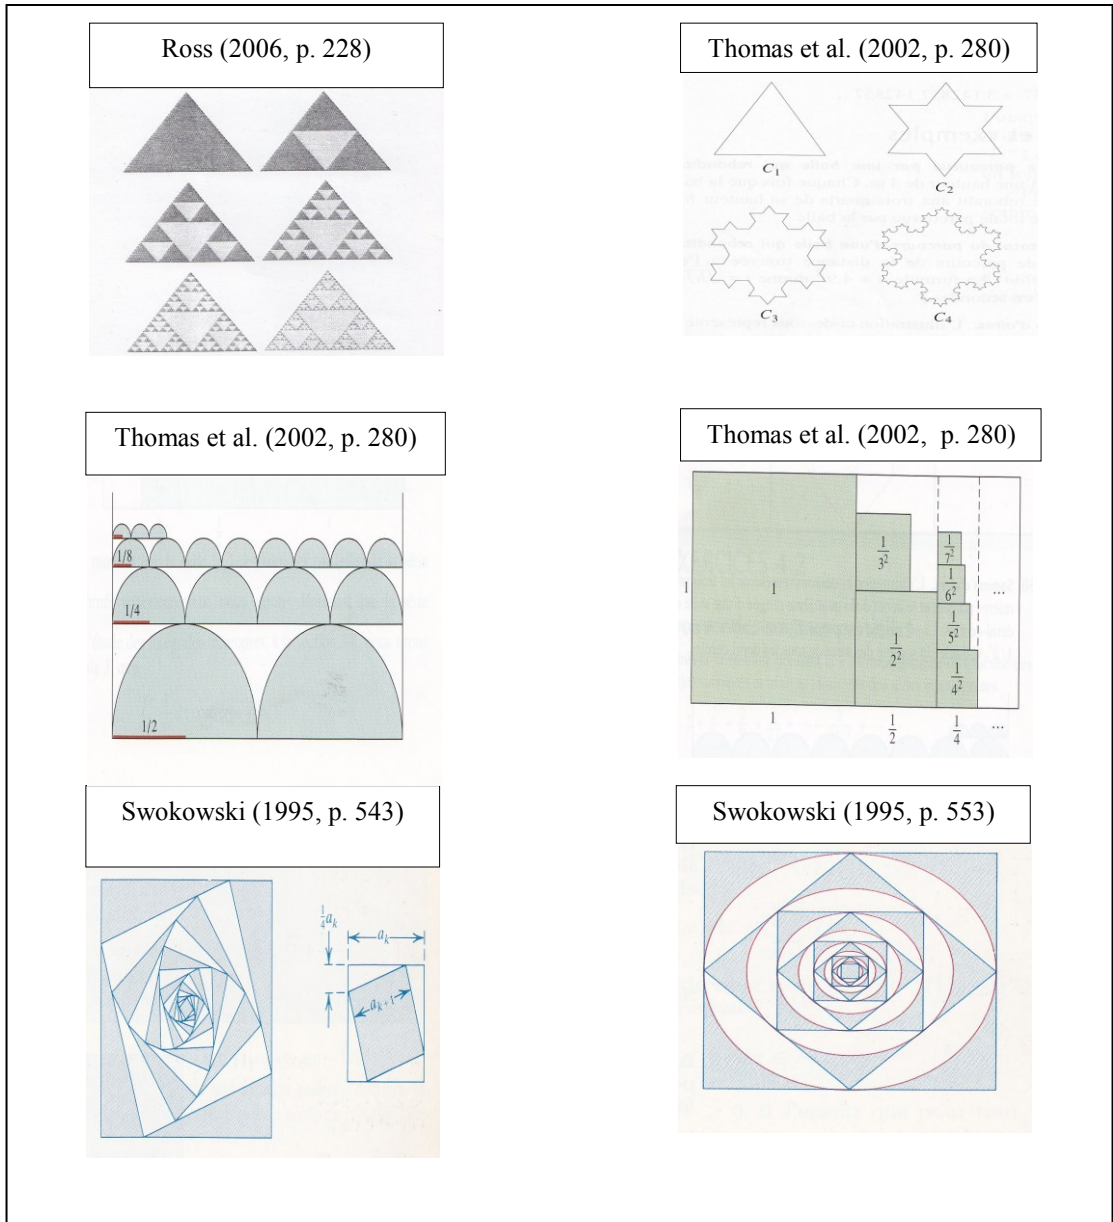 Ross (2006, p. 228)
Thomas et al. (2002, p. 280)
et exemples
C1
C2
C3
C4
Thomas et al. (2002, p. 280)
1/8
1/4
1/2
Thomas et al. (2002, p. 280)
1
1
1/3²
1/2²
1/7²
1/6²
1/5²
1/4²
...
1
1/2
1/4
...
Swokowski (1995, p. 543)
1/4 aₖ
aₖ
aₖ₊₁
Swokowski (1995, p. 553)